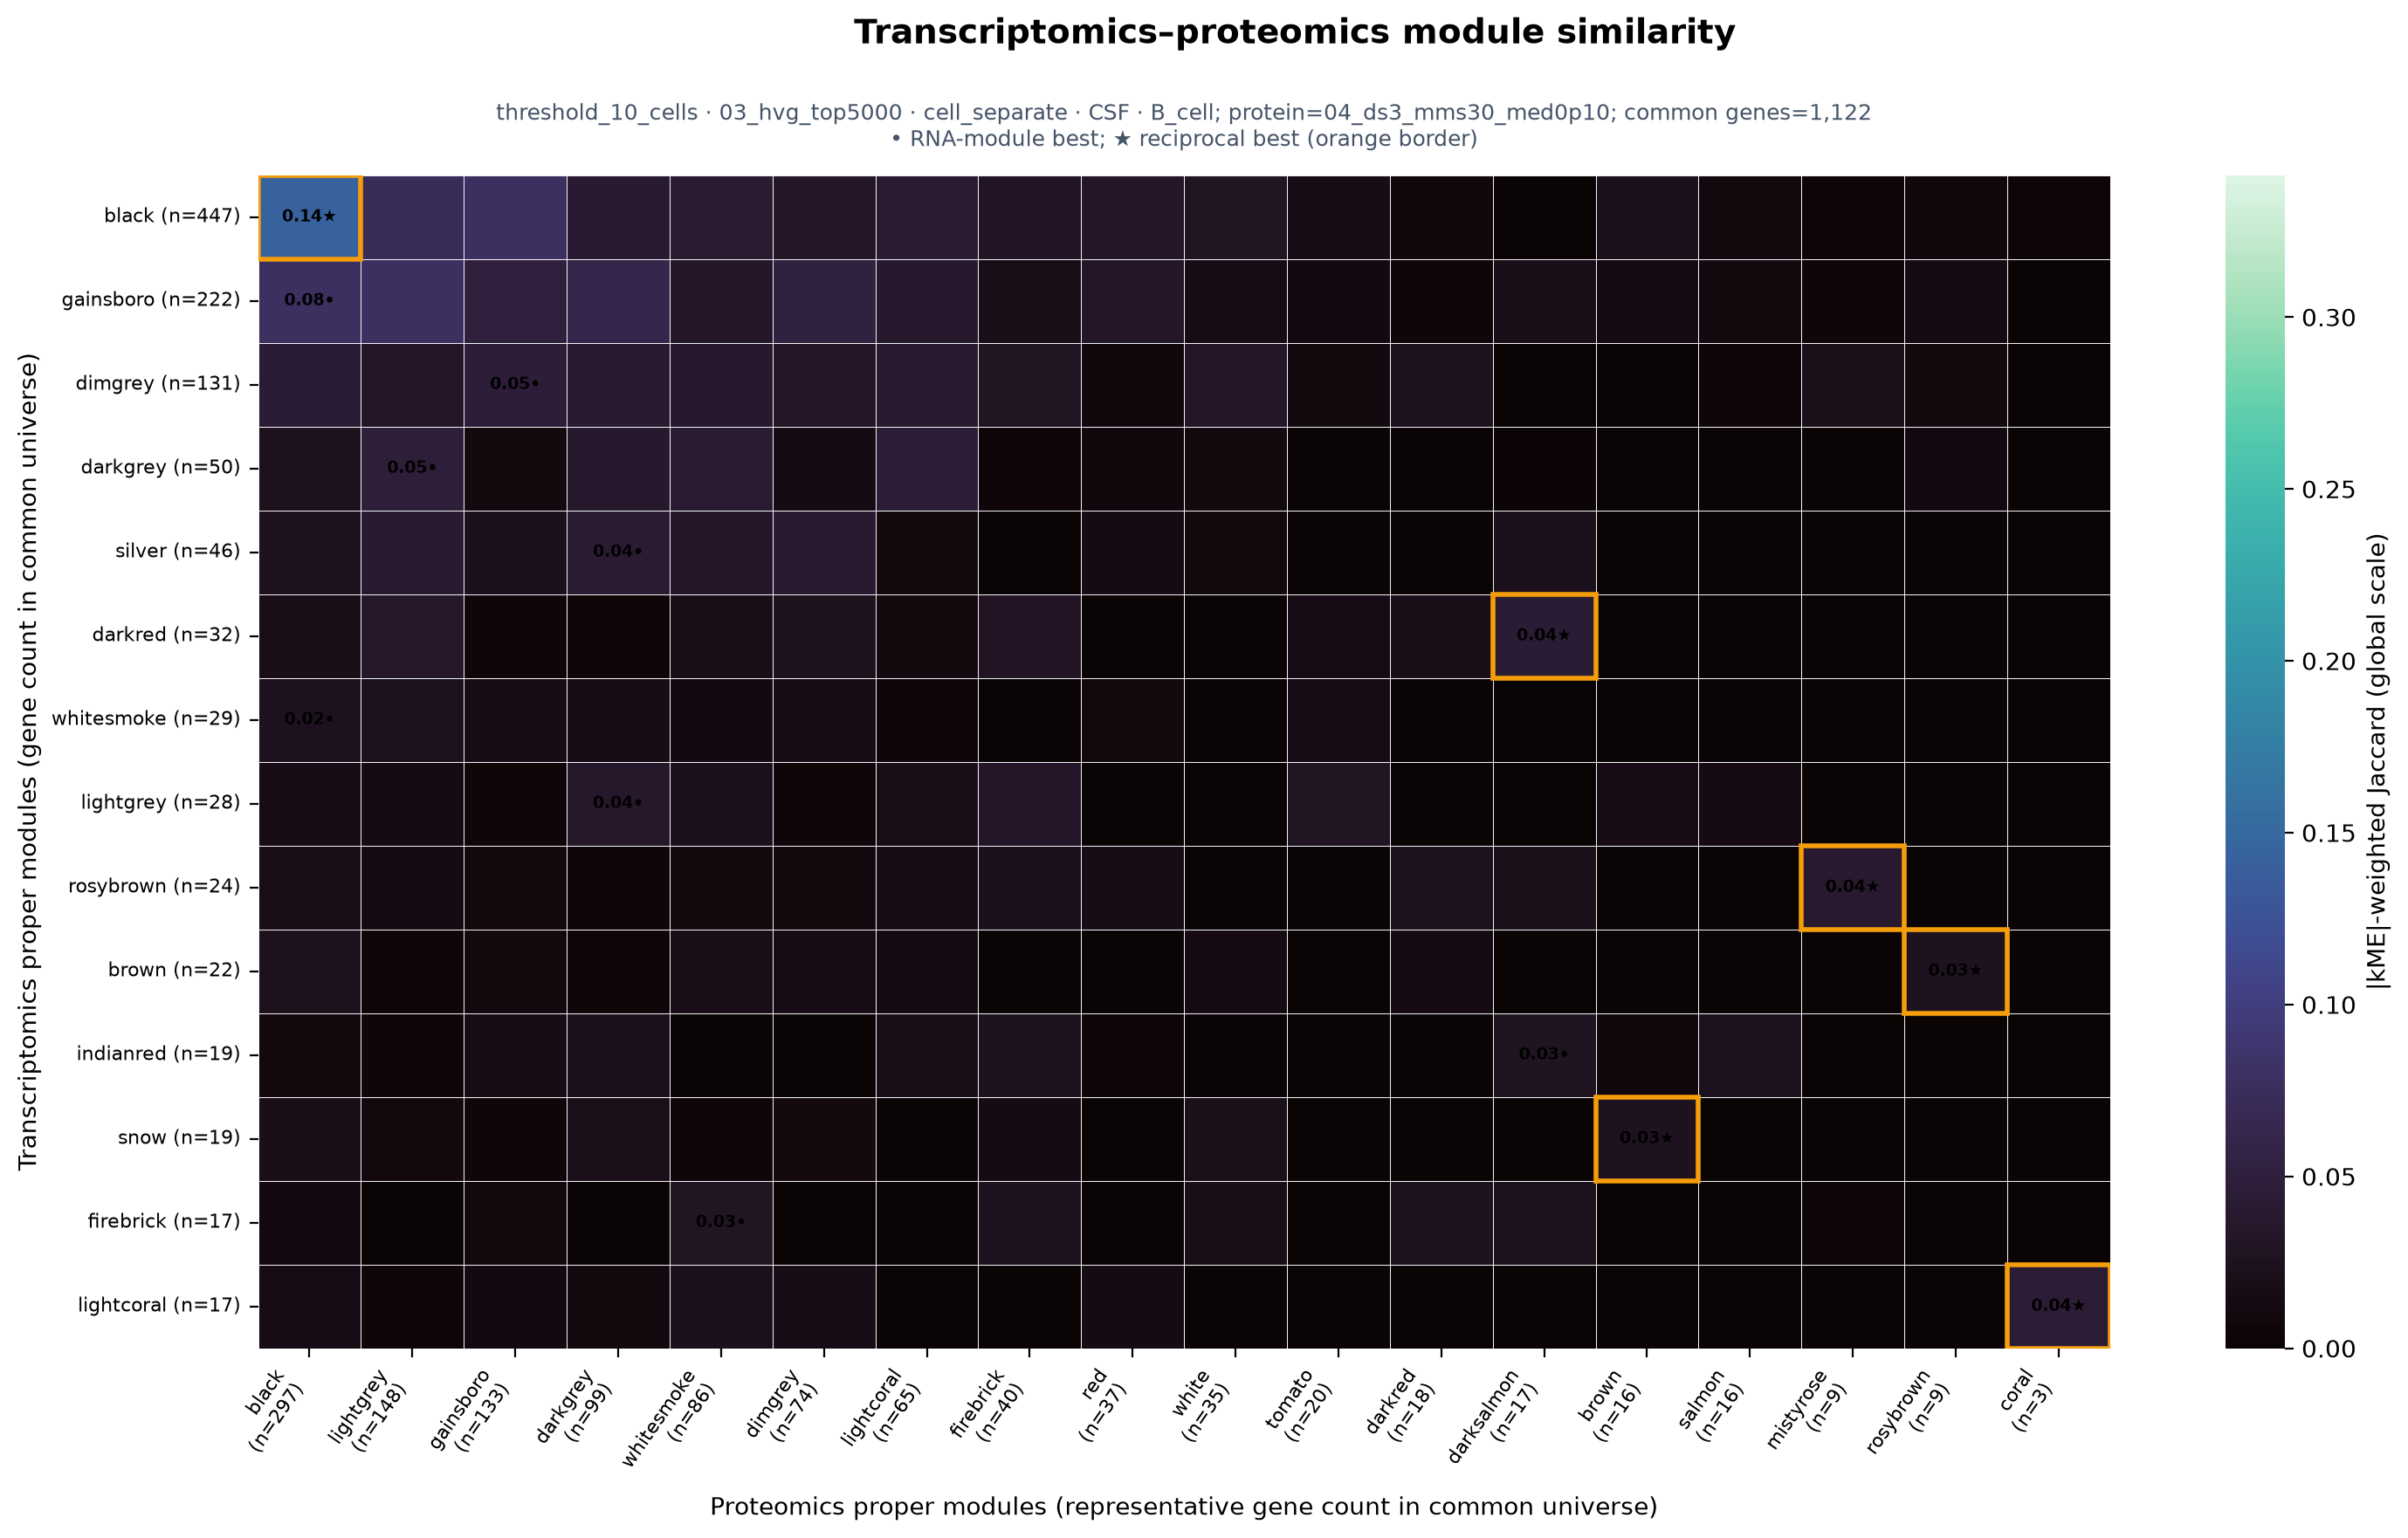 Transcriptomics–proteomics module similarity
threshold_10_cells · 03_hvg_top5000 · cell_separate · CSF · B_cell; protein=04_ds3_mms30_med0p10; common genes=1,122
• RNA-module best; ★ reciprocal best (orange border)
Transcriptomics proper modules (gene count in common universe)
black (n=447)
0.14★
gainsboro (n=222)
0.08•
dimgrey (n=131)
0.05•
darkgrey (n=50)
0.05•
silver (n=46)
0.04•
darkred (n=32)
0.04★
whitesmoke (n=29)
0.02•
lightgrey (n=28)
0.04•
rosybrown (n=24)
0.04★
brown (n=22)
0.03★
indianred (n=19)
0.03•
snow (n=19)
0.03★
firebrick (n=17)
0.03•
lightcoral (n=17)
0.04★
black
(n=297)
lightgrey
(n=148)
gainsboro
(n=133)
darkgrey
(n=99)
whitesmoke
(n=86)
dimgrey
(n=74)
lightcoral
(n=65)
firebrick
(n=40)
red
(n=37)
white
(n=35)
tomato
(n=20)
darkred
(n=18)
darksalmon
(n=17)
brown
(n=16)
salmon
(n=16)
mistyrose
(n=9)
rosybrown
(n=9)
coral
(n=3)
Proteomics proper modules (representative gene count in common universe)
0.30
0.25
0.20
0.15
0.10
0.05
0.00
|kME|-weighted Jaccard (global scale)